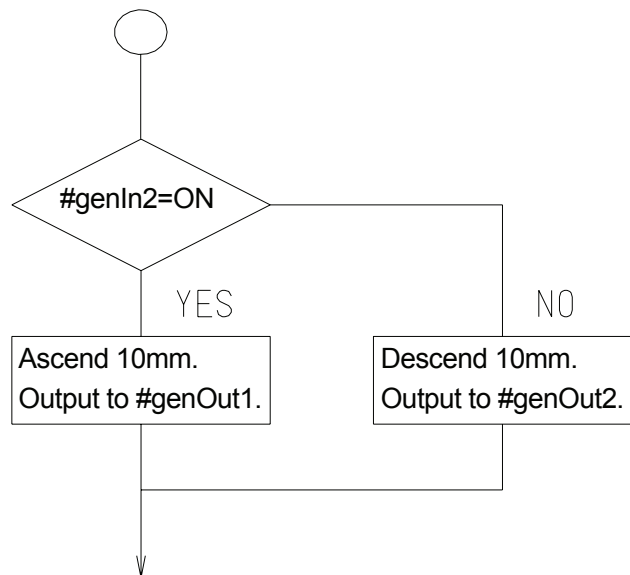 #genIn2=ON
YES
NO
Ascend 10mm.
Output to #genOut1.
Descend 10mm.
Output to #genOut2.